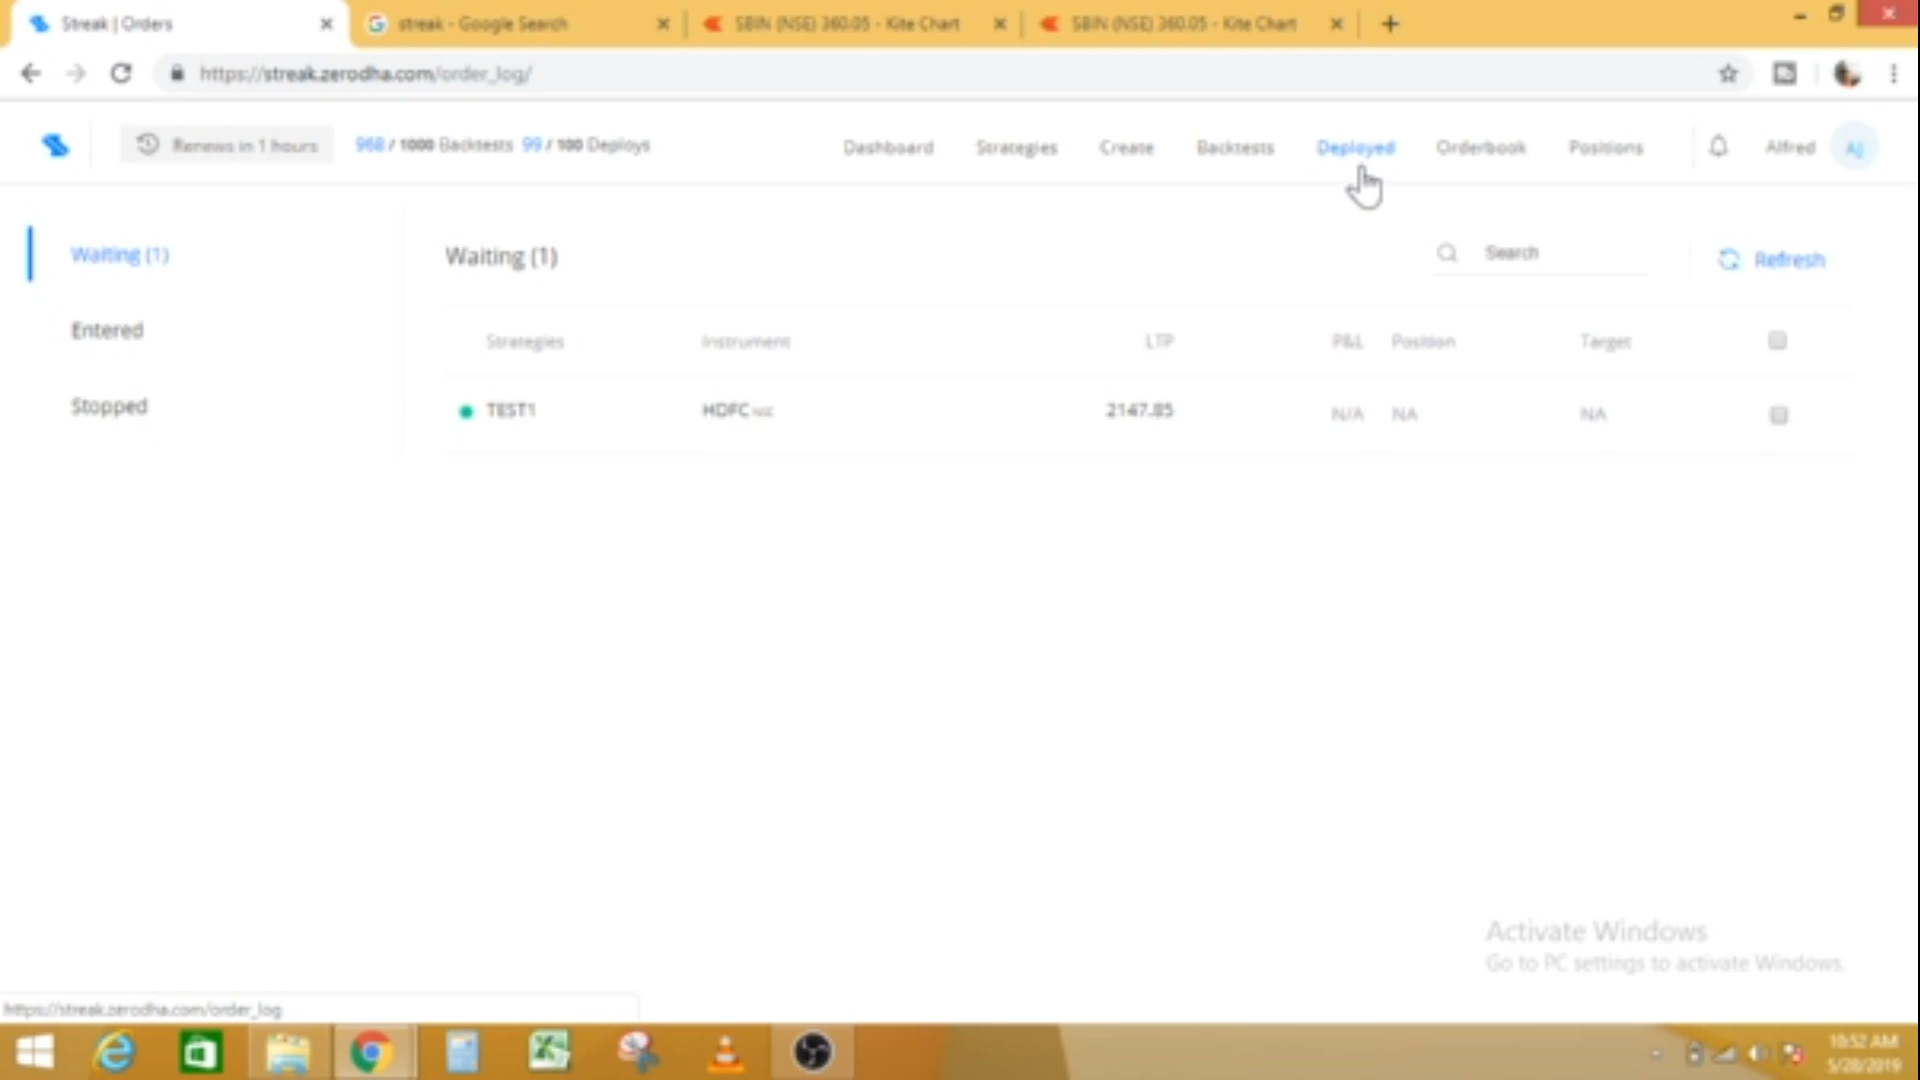 Streak | Orders
streak - Google Search
SBIN (NSE) 360.05 - Kite Chart
SBIN (NSE) 360.05 - Kite Chart
https://streak.zerodha.com/order_log/
Renews in 1 hours
968 / 1000 Backtests 99 / 100 Deploys
Dashboard
Strategies
Create
Backtests
Deployed
Orderbook
Positions
Alfred
AJ
Waiting (1)
Entered
Stopped
Waiting (1)
Search
Refresh
Strategies Instrument LTP P&L Position Target
TEST1 HDFC NSE 2147.85 N/A NA NA
Activate Windows
Go to PC settings to activate Windows.
https://streak.zerodha.com/order_log
10:52 AM
5/28/2019